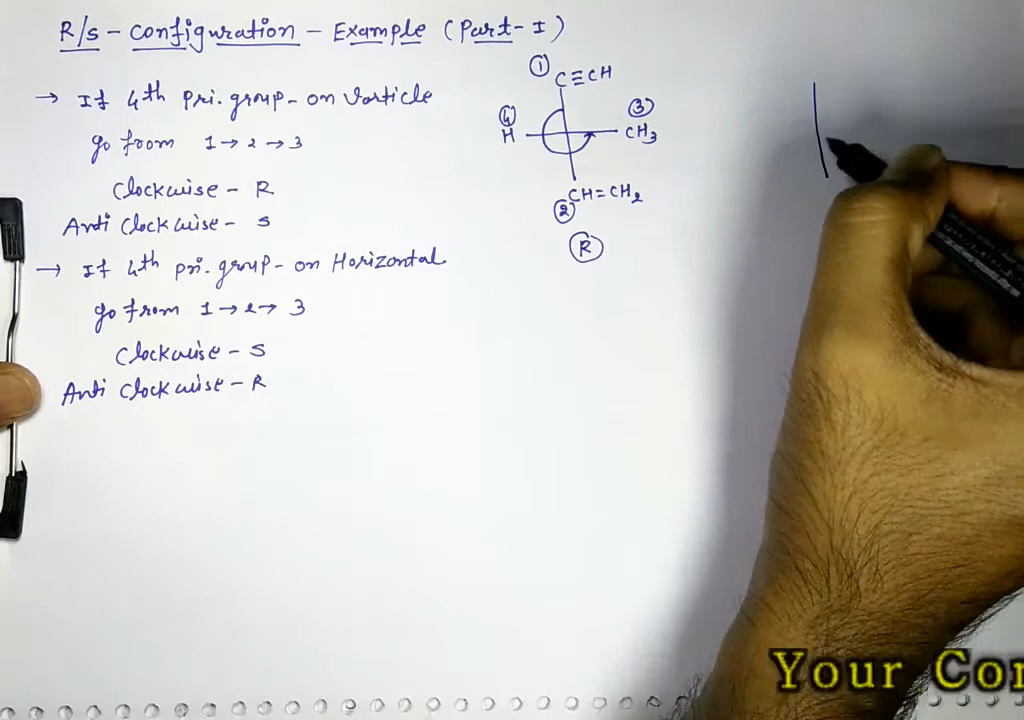 R/s - configuration - Example (Part - I)
→ If 4th pri. group - on Varticle
go from 1 → 2 → 3
Clockwise - R
Anti Clockwise - S
→ If 4th pri. group - on Horizontal
go from 1 → 2 → 3
Clockwise - S
Anti Clockwise - R
① C≡CH
④ ③
H CH3
CH=CH2
②
R
Your Con